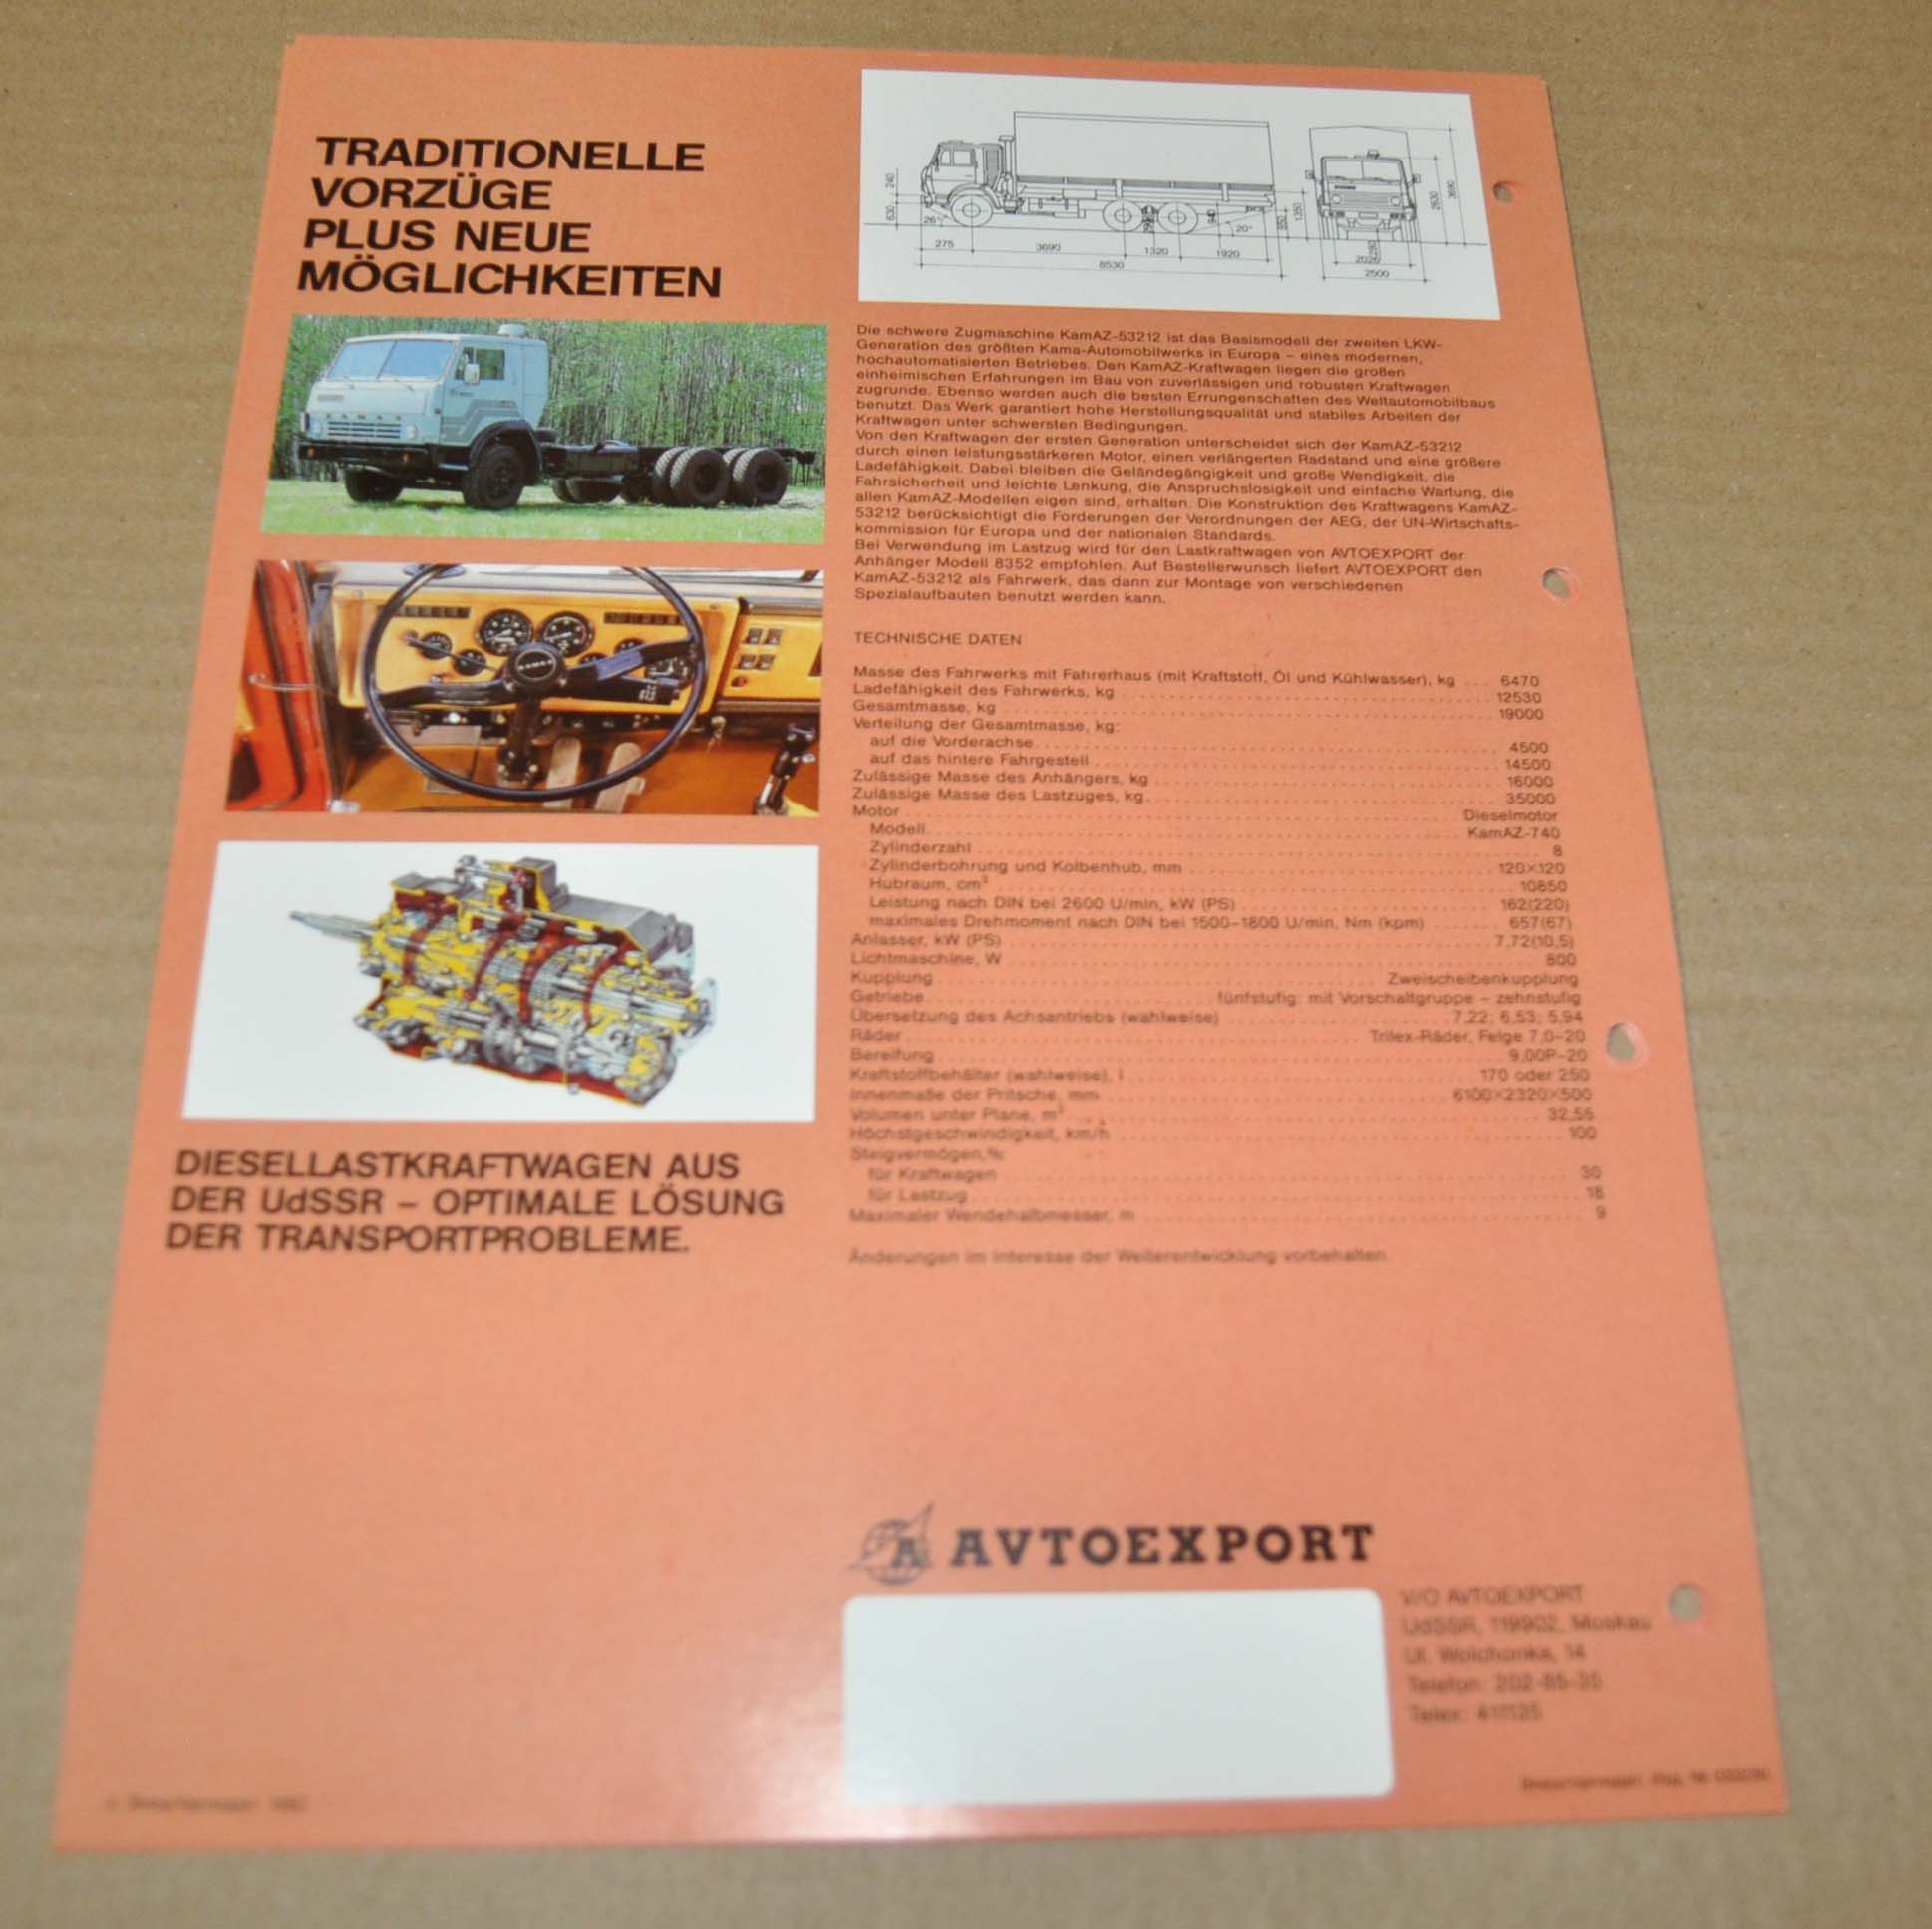 TRADITIONELLE
VORZÜGE
PLUS NEUE
MÖGLICHKEITEN
KAMAZ
KAMAZ
DIESELLASTKRAFTWAGEN AUS
DER UdSSR – OPTIMALE LÖSUNG
DER TRANSPORTPROBLEME.
240
630
26°
275
3690
1320
1920
8530
20°
1350
2630
3690
2026
2500
Die schwere Zugmaschine KamAZ-53212 ist das Basismodell der zweiten LKW-
Generation des größten Kama-Automobilwerks in Europa – eines modernen,
hochautomatisierten Betriebes. Den KamAZ-Kraftwagen liegen die großen
einheimischen Erfahrungen im Bau von zuverlässigen und robusten Kraftwagen
zugrunde. Ebenso werden auch die besten Errungenschaften des Weltautomobilbaus
benutzt. Das Werk garantiert hohe Herstellungsqualität und stabiles Arbeiten der
Kraftwagen unter schwersten Bedingungen.
Von den Kraftwagen der ersten Generation unterscheidet sich der KamAZ-53212
durch einen leistungsstärkeren Motor, einen verlängerten Radstand und eine größere
Ladefähigkeit. Dabei bleiben die Geländegängigkeit und große Wendigkeit, die
Fahrsicherheit und leichte Lenkung, die Anspruchslosigkeit und einfache Wartung, die
allen KamAZ-Modellen eigen sind, erhalten. Die Konstruktion des Kraftwagens KamAZ-
53212 berücksichtigt die Forderungen der Verordnungen der AEG, der UN-Wirtschafts-
kommission für Europa und der nationalen Standards.
Bei Verwendung im Lastzug wird für den Lastkraftwagen von AVTOEXPORT der
Anhänger Modell 8352 empfohlen. Auf Bestellerwunsch liefert AVTOEXPORT den
KamAZ-53212 als Fahrwerk, das dann zur Montage von verschiedenen
Spezialaufbauten benutzt werden kann.
TECHNISCHE DATEN
Masse des Fahrwerks mit Fahrerhaus (mit Kraftstoff, Öl und Kühlwasser), kg ... 6470
Ladefähigkeit des Fahrwerks, kg ... 12530
Gesamtmasse, kg ... 19000
Verteilung der Gesamtmasse, kg:
auf die Vorderachse ... 4500
auf das hintere Fahrgestell ... 14500
Zulässige Masse des Anhängers, kg ... 16000
Zulässige Masse des Lastzuges, kg ... 35000
Motor ... Dieselmotor
Modell ... KamAZ-740
Zylinderzahl ... 8
Zylinderbohrung und Kolbenhub, mm ... 120×120
Hubraum, cm³ ... 10850
Leistung nach DIN bei 2600 U/min, kW (PS) ... 162(220)
maximales Drehmoment nach DIN bei 1500–1800 U/min, Nm (kpm) ... 657(67)
Anlasser, kW (PS) ... 7,72(10,5)
Lichtmaschine, W ... 800
Kupplung ... Zweischeibenkupplung
Getriebe ... fünfstufig; mit Vorschaltgruppe – zehnstufig
Übersetzung des Achsantriebs (wahlweise) ... 7,22; 6,53; 5,94
Räder ... Trilex-Räder, Felge 7,0–20
Bereifung ... 9.00P–20
Kraftstoffbehälter (wahlweise), l ... 170 oder 250
Innenmaße der Pritsche, mm ... 6100×2320×500
Volumen unter Plane, m³ ... 32,55
Höchstgeschwindigkeit, km/h ... 100
Steigvermögen,%:
für Kraftwagen ... 30
für Lastzug ... 18
Maximaler Wendehalbmesser, m ... 9
Änderungen im Interesse der Weiterentwicklung vorbehalten.
AVTOEXPORT
V/O AVTOEXPORT
UdSSR, 119902, Moskau
Ul. Wolchonka, 14
Telefon: 202-85-35
Telex: 411135